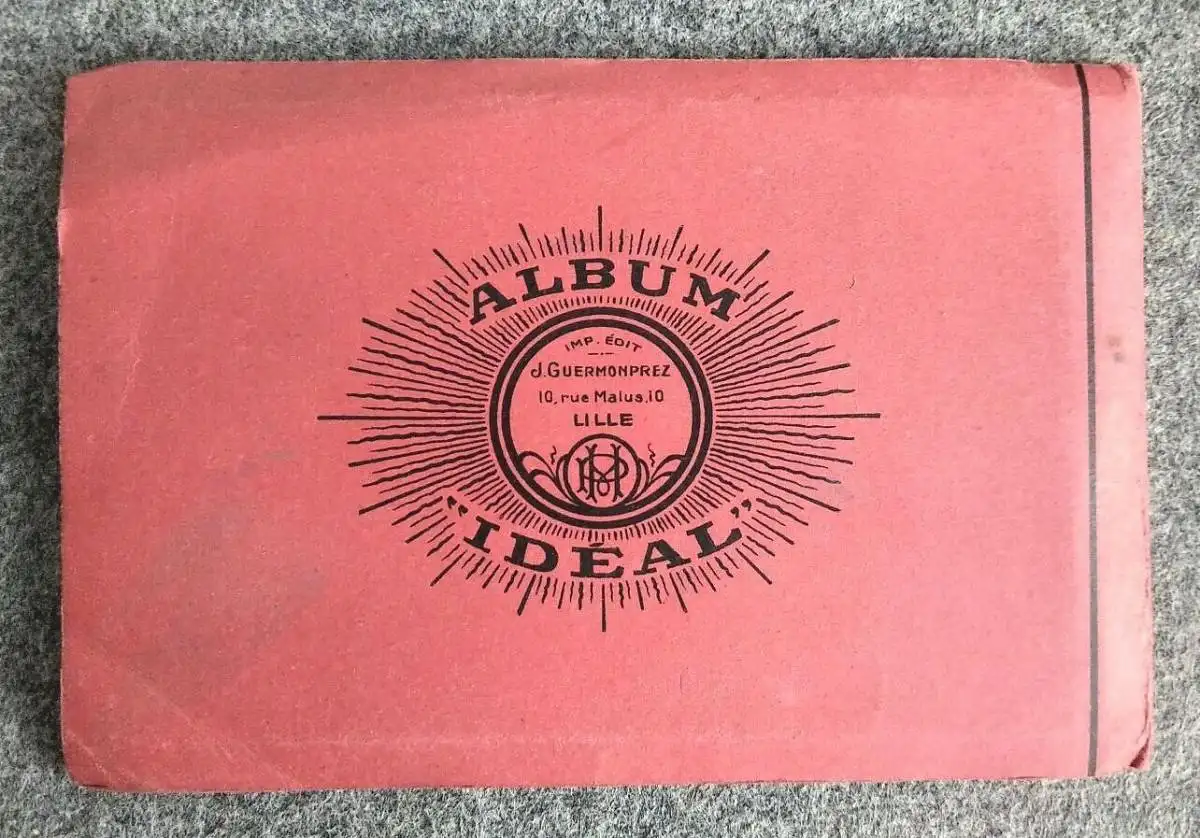 ALBUM
IMP. ÉDIT
J. GUERMONPREZ
10, rue Malus, 10
LILLE
"IDÉAL"